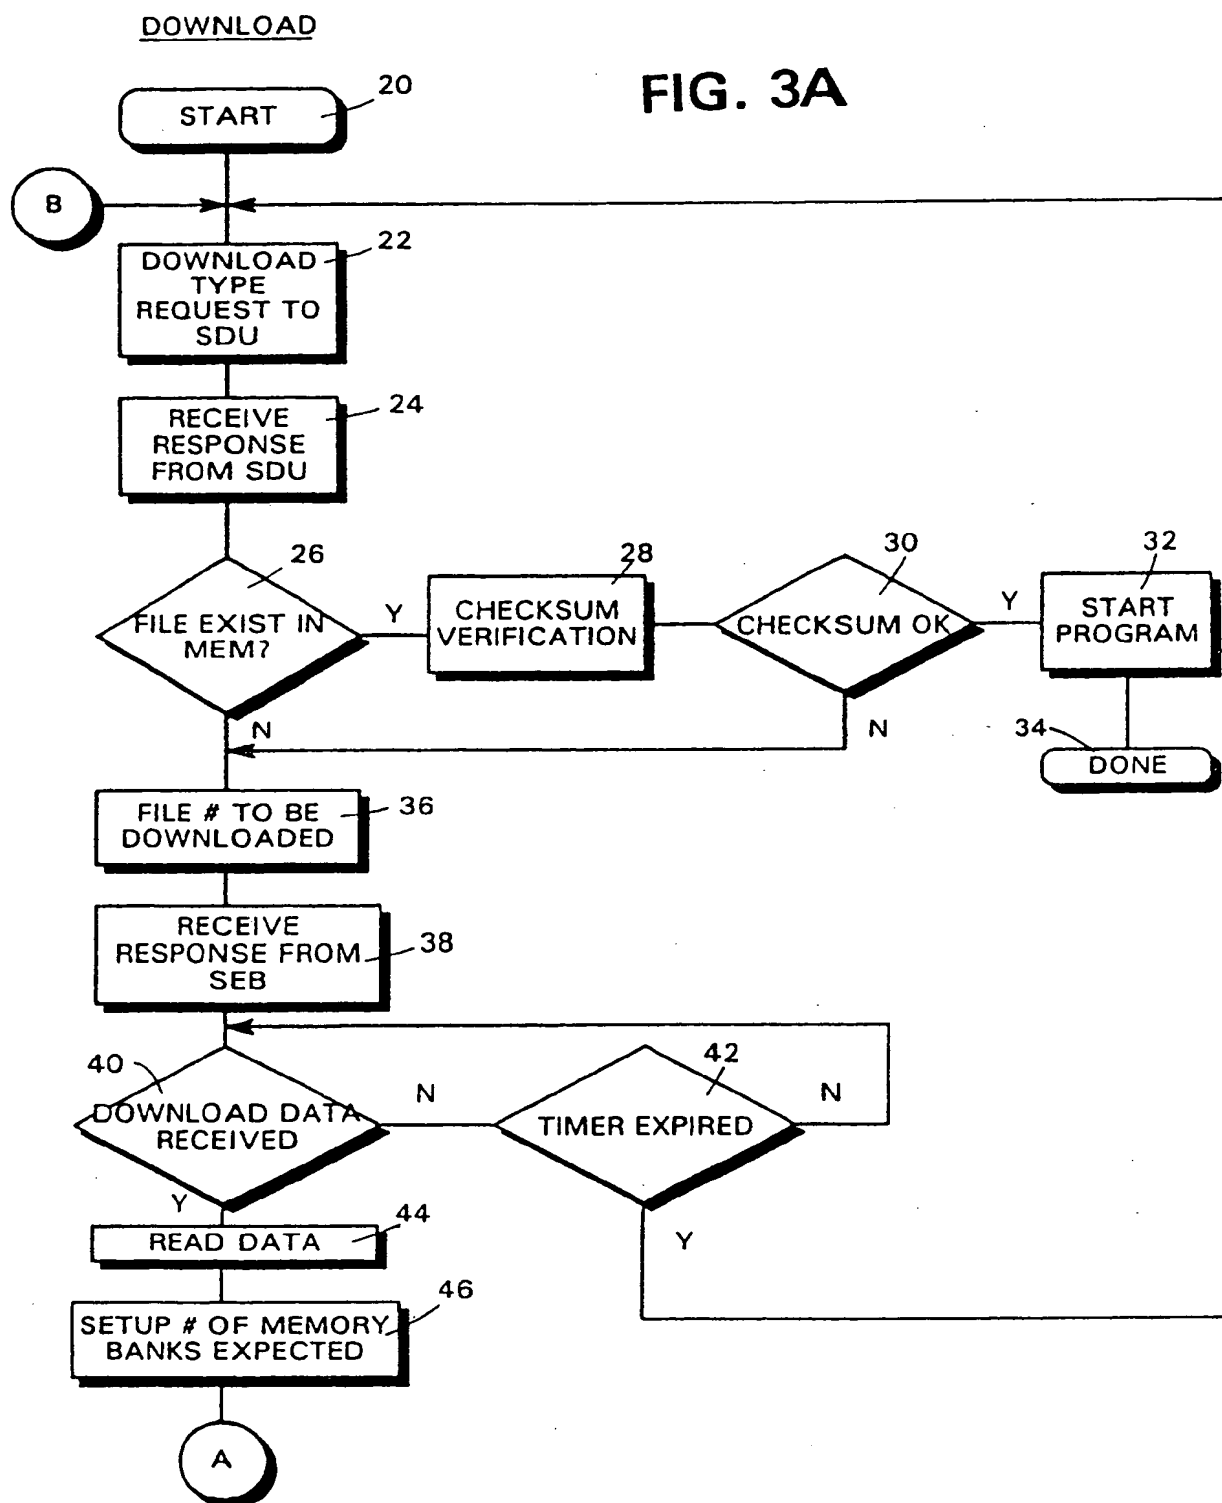 DOWNLOAD
FIG. 3A
START
20
B
22
DOWNLOAD
TYPE
REQUEST TO
SDU
24
RECEIVE
RESPONSE
FROM SDU
26
FILE EXIST IN
MEM?
Y
N
28
CHECKSUM
VERIFICATION
30
CHECKSUM OK
Y
N
32
START
PROGRAM
34
DONE
FILE # TO BE
DOWNLOADED
36
RECEIVE
RESPONSE FROM
SEB
38
40
DOWNLOAD DATA
RECEIVED
N
Y
42
TIMER EXPIRED
N
Y
44
READ DATA
46
SETUP # OF MEMORY
BANKS EXPECTED
A